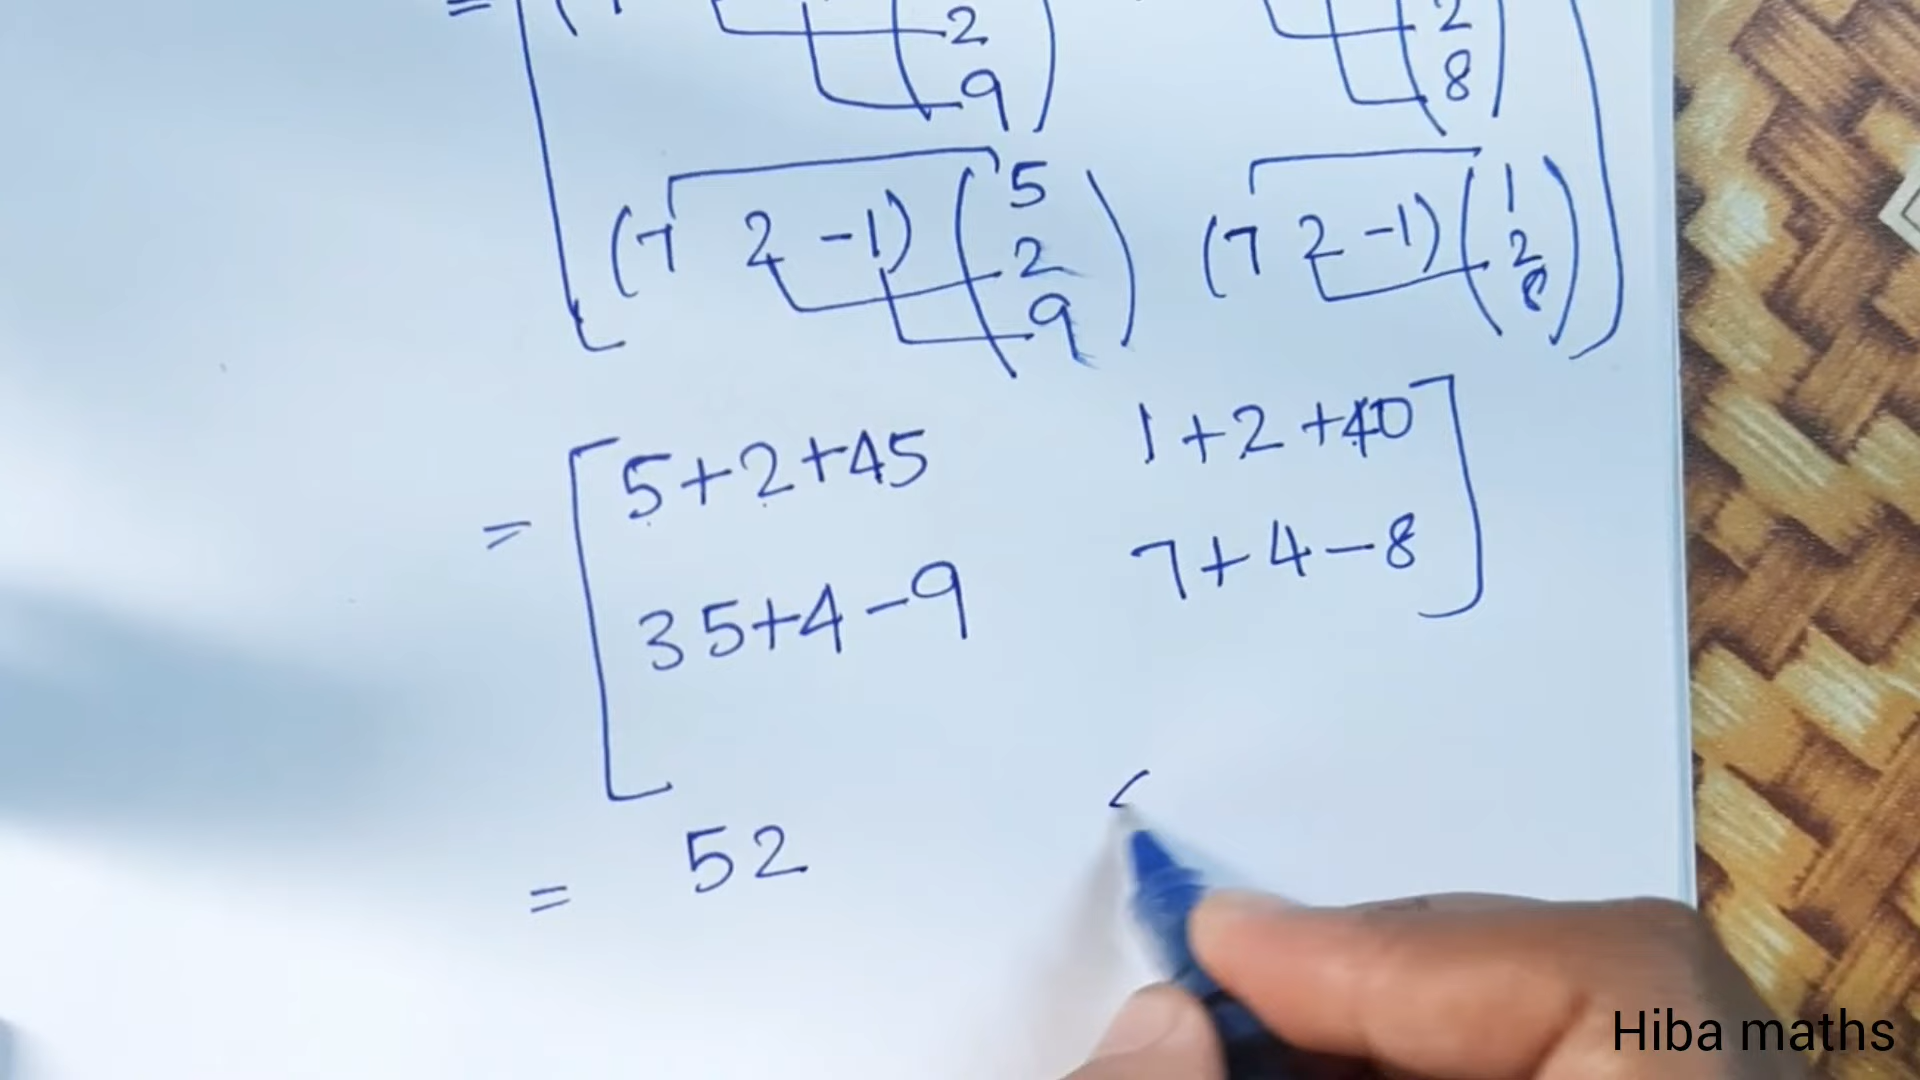 2 2
9 8
(7 2 -1) (5 (7 2 -1) (1
2 2
9) 8)
= [5+2+45 1+2+40
35+4-9 7+4-8]
= 52
Hiba maths